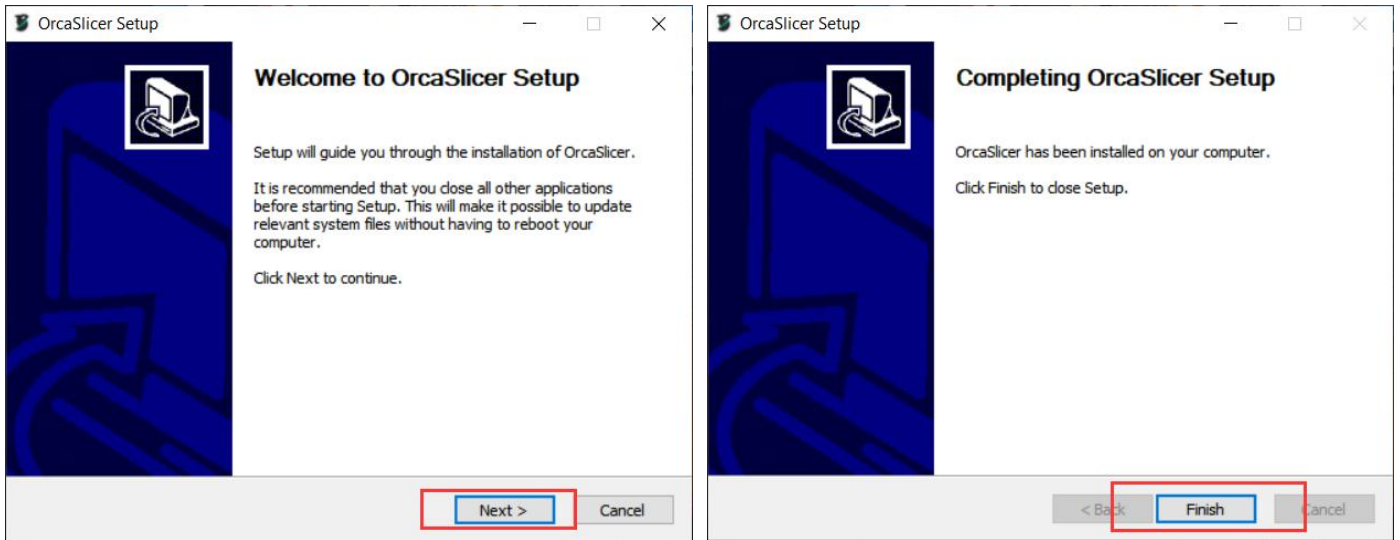 OrcaSlicer Setup
Welcome to OrcaSlicer Setup
Setup will guide you through the installation of OrcaSlicer.
It is recommended that you close all other applications
before starting Setup. This will make it possible to update
relevant system files without having to reboot your
computer.
Click Next to continue.
Next >
Cancel
OrcaSlicer Setup
Completing OrcaSlicer Setup
OrcaSlicer has been installed on your computer.
Click Finish to close Setup.
< Back
Finish
Cancel